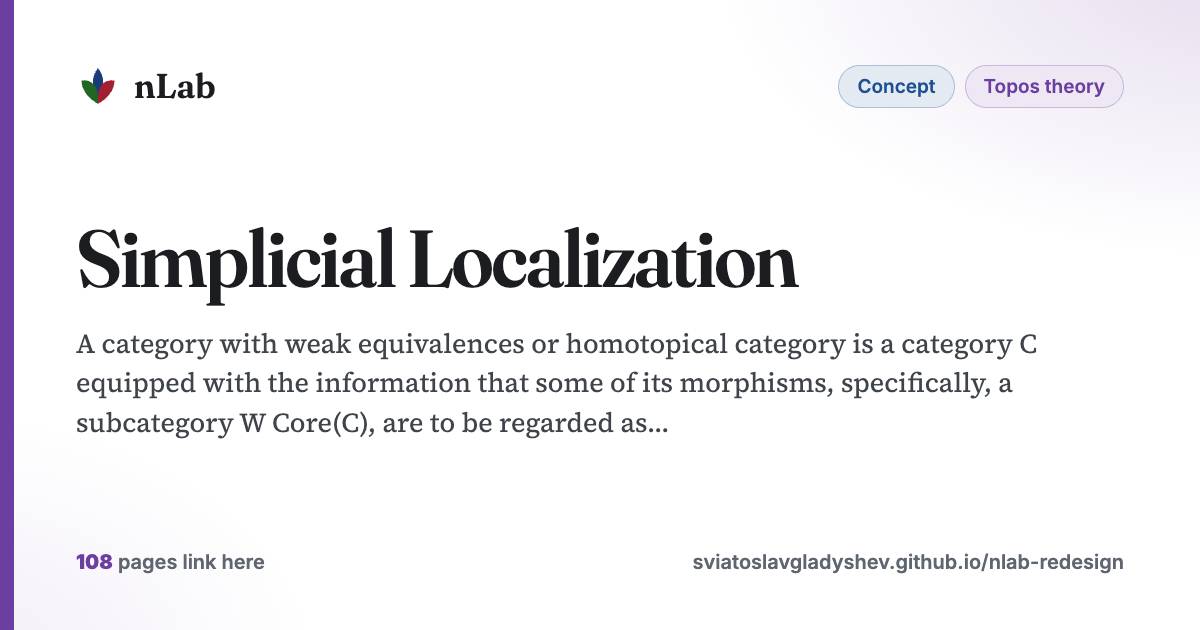 nLab
Concept
Topos theory
Simplicial Localization
A category with weak equivalences or homotopical category is a category C
equipped with the information that some of its morphisms, specifically, a
subcategory W Core(C), are to be regarded as...
108 pages link here
sviatoslavgladyshev.github.io/nlab-redesign